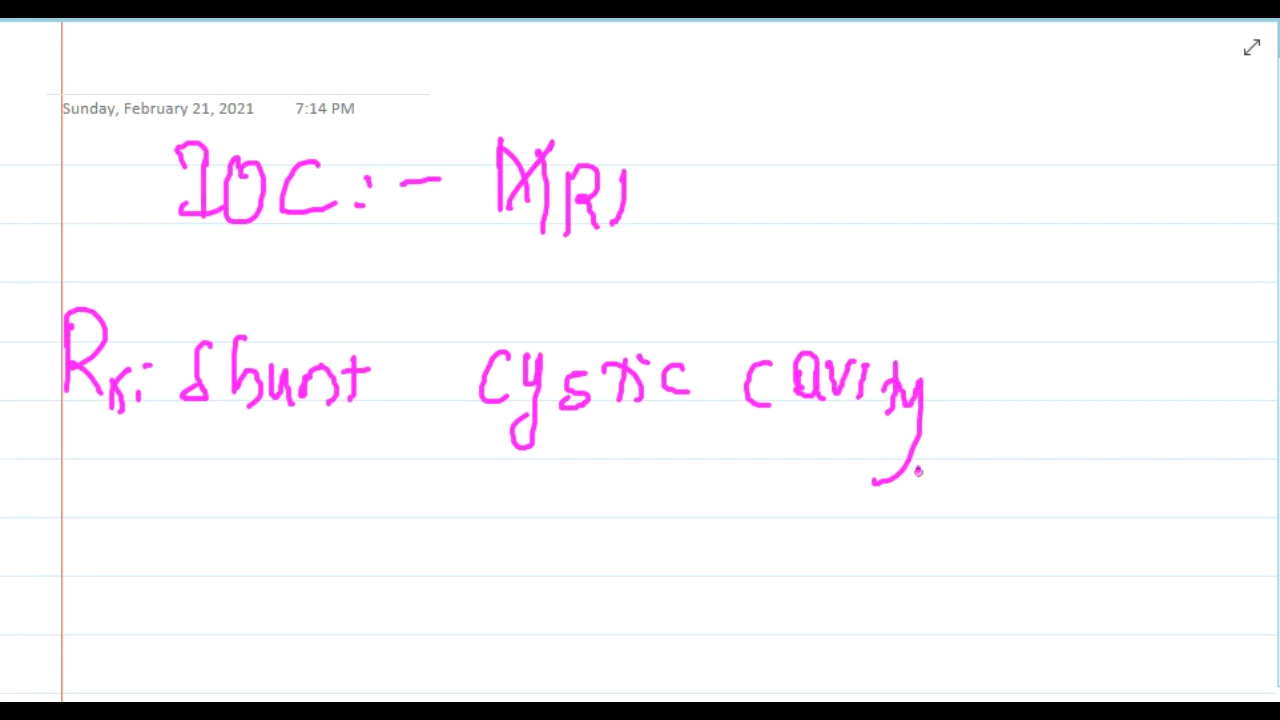 Sunday, February 21, 2021 7:14 PM
IOC :- MRI
Rx: Shunt cystic cavity